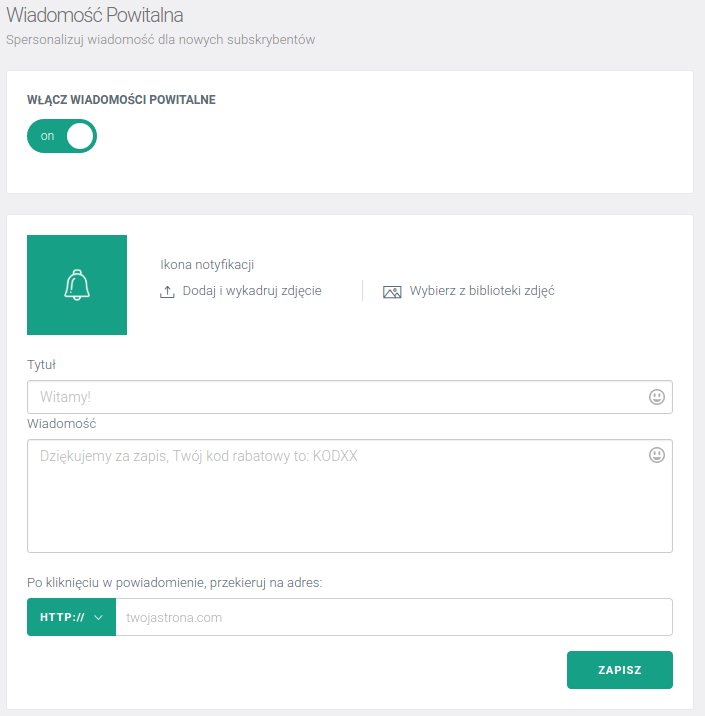 Wiadomość Powitalna
Spersonalizuj wiadomość dla nowych subskrybentów
WŁĄCZ WIADOMOŚCI POWITALNE
on
Ikona notyfikacji
Dodaj i wykadruj zdjęcie
Wybierz z biblioteki zdjęć
Tytuł
Witamy!
Wiadomość
Dziękujemy za zapis, Twój kod rabatowy to: KODXX
Po kliknięciu w powiadomienie, przekieruj na adres:
HTTP:// twojastrona.com
ZAPISZ